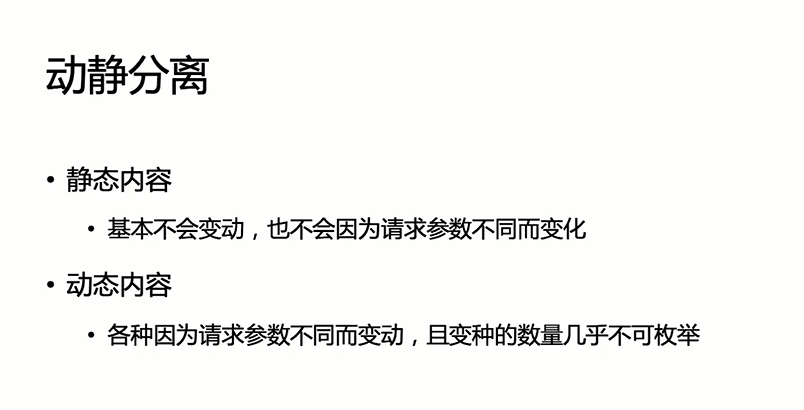 动静分离
• 静态内容
• 基本不会变动，也不会因为请求参数不同而变化
• 动态内容
• 各种因为请求参数不同而变动，且变种的数量几乎不可枚举